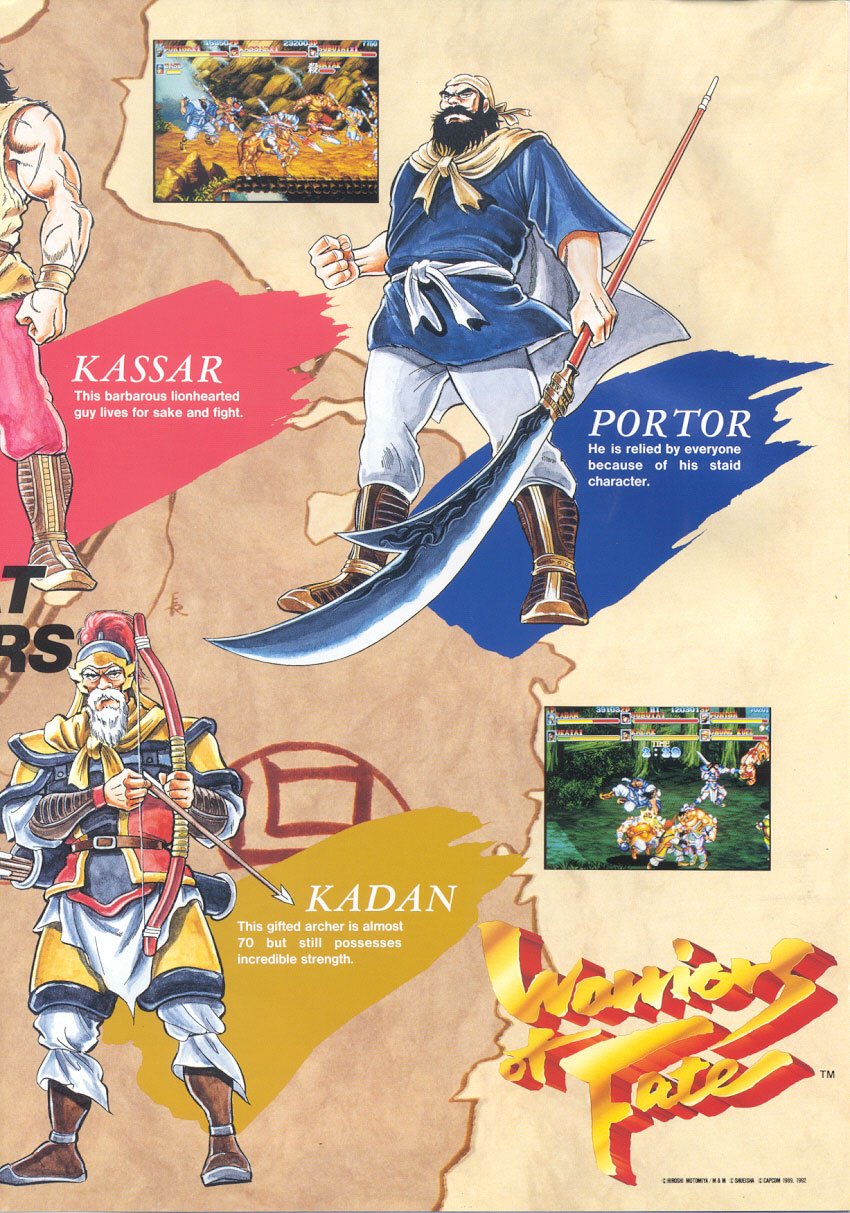 KASSAR
This barbarous lionhearted
guy lives for sake and fight.
PORTOR
He is relied by everyone
because of his staid
character.
RS
KADAN
This gifted archer is almost
70 but still possesses
incredible strength.
Warriors
of
Fate
TM
© HIROSHI MOTOMIYA / M & M © SHUEISHA © CAPCOM 1989, 1992